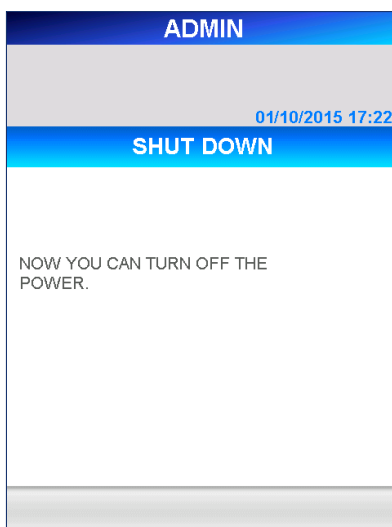 ADMIN
01/10/2015 17:22
SHUT DOWN
NOW YOU CAN TURN OFF THE
POWER.